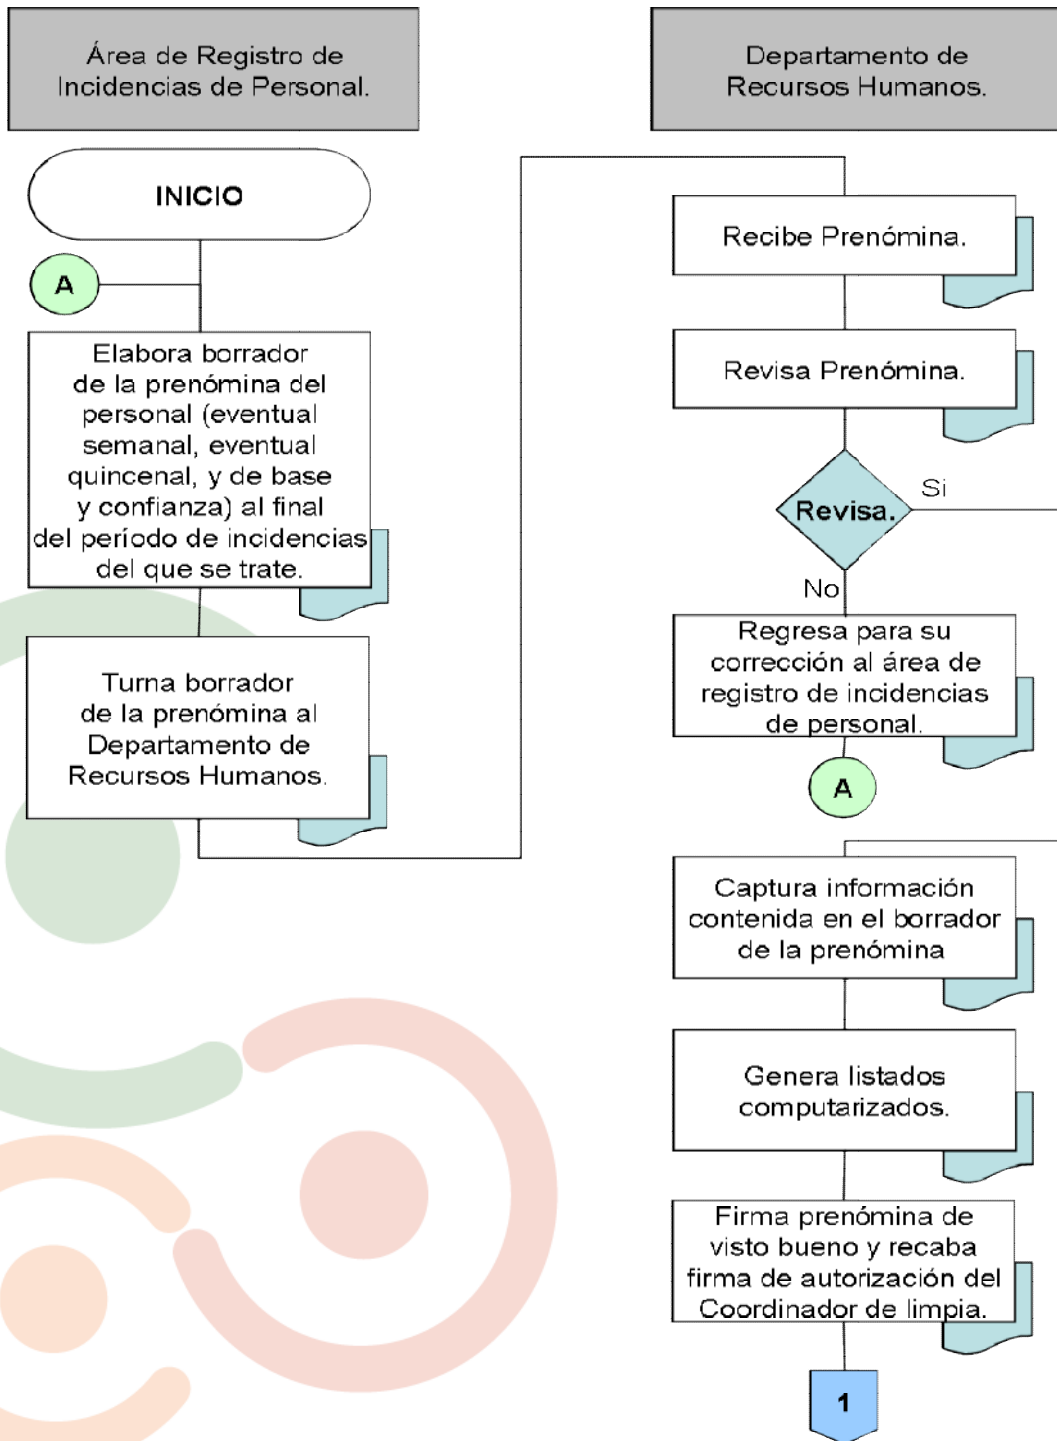 Área de Registro de
Incidencias de Personal.
INICIO
A
Elabora borrador
de la prenómina del
personal (eventual
semanal, eventual
quincenal, y de base
y confianza) al final
del período de incidencias
del que se trate.
Turna borrador
de la prenómina al
Departamento de
Recursos Humanos.
Departamento de
Recursos Humanos.
Recibe Prenómina.
Revisa Prenómina.
Revisa.
Si
No
Regresa para su
corrección al área de
registro de incidencias
de personal.
A
Captura información
contenida en el borrador
de la prenómina
Genera listados
computarizados.
Firma prenómina de
visto bueno y recaba
firma de autorización del
Coordinador de limpia.
1